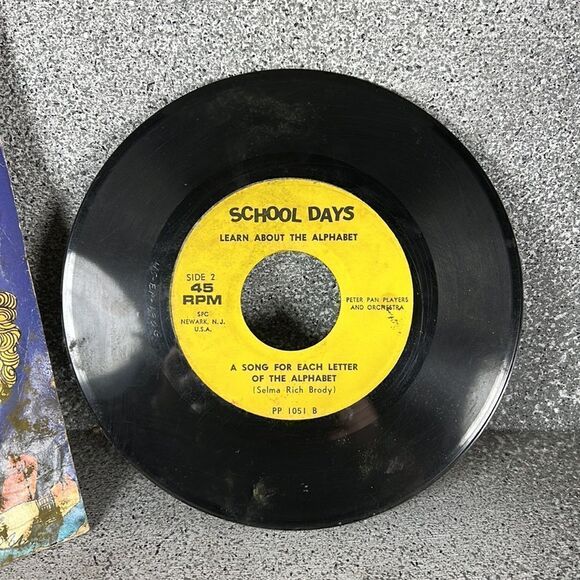 SCHOOL DAYS
LEARN ABOUT THE ALPHABET
SIDE 2
45
RPM
SPC
NEWARK, N. J.
U.S.A.
PETER PAN PLAYERS
AND ORCHESTRA
A SONG FOR EACH LETTER
OF THE ALPHABET
(Selma Rich Brody)
PP 1051 B